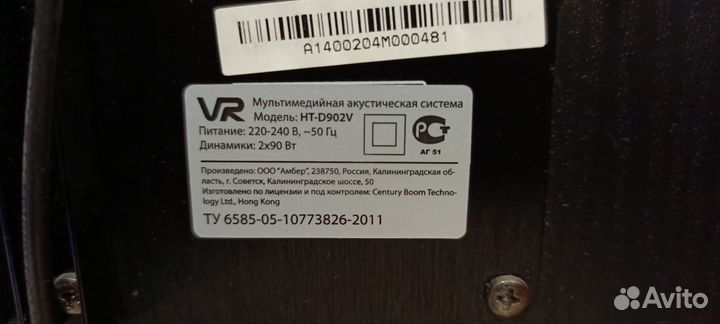 A1400204M000481
VR Мультимедийная акустическая система
Модель: HT-D902V
Питание: 220-240 В, ~50 Гц
Динамики: 2x90 Вт
РСТ
АГ 51
Произведено: ООО "Амбер", 238750, Россия, Калининградская об-
ласть, г. Советск, Калининградское шоссе, 50
Изготовлено по лицензии и под контролем: Century Boom Techno-
logy Ltd., Hong Kong
ТУ 6585-05-10773826-2011
Avito